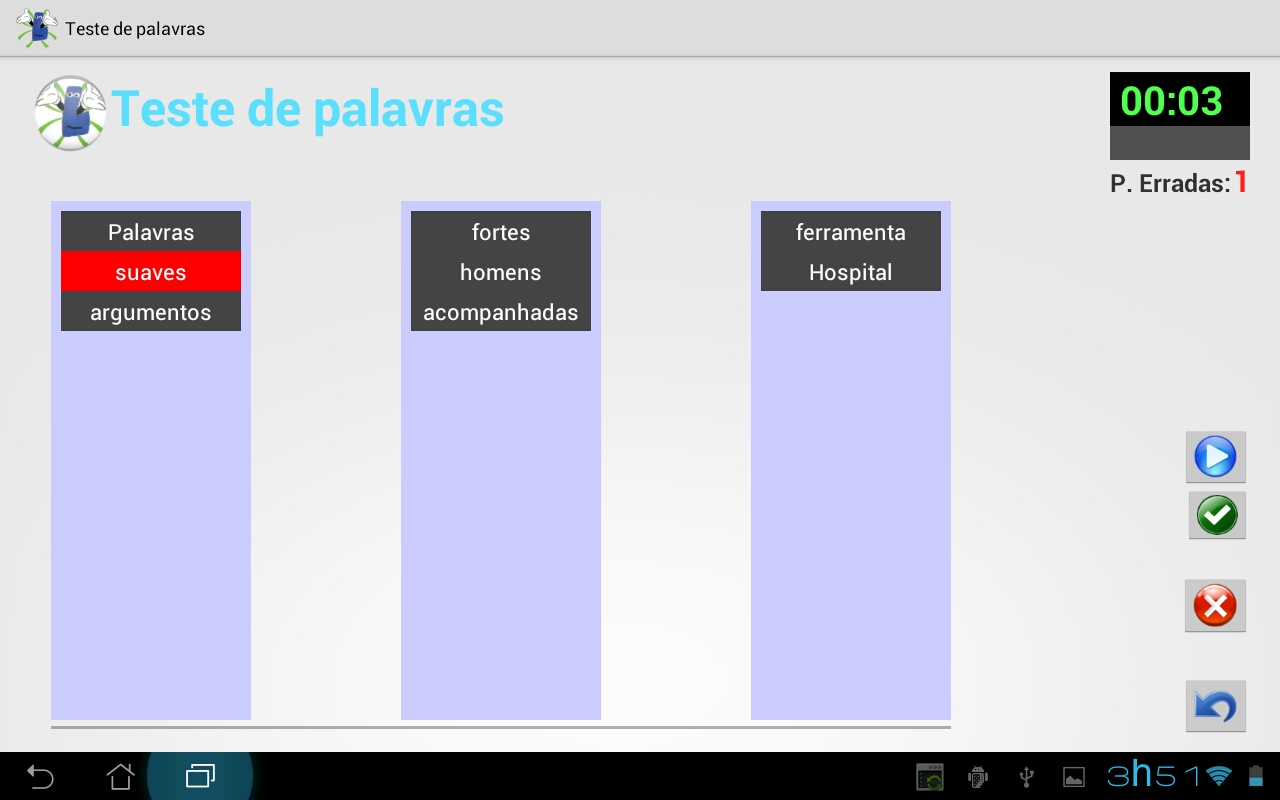 Teste de palavras
Teste de palavras
00:03
P. Erradas: 1
Palavras
suaves
argumentos
fortes
homens
acompanhadas
ferramenta
Hospital
3h51